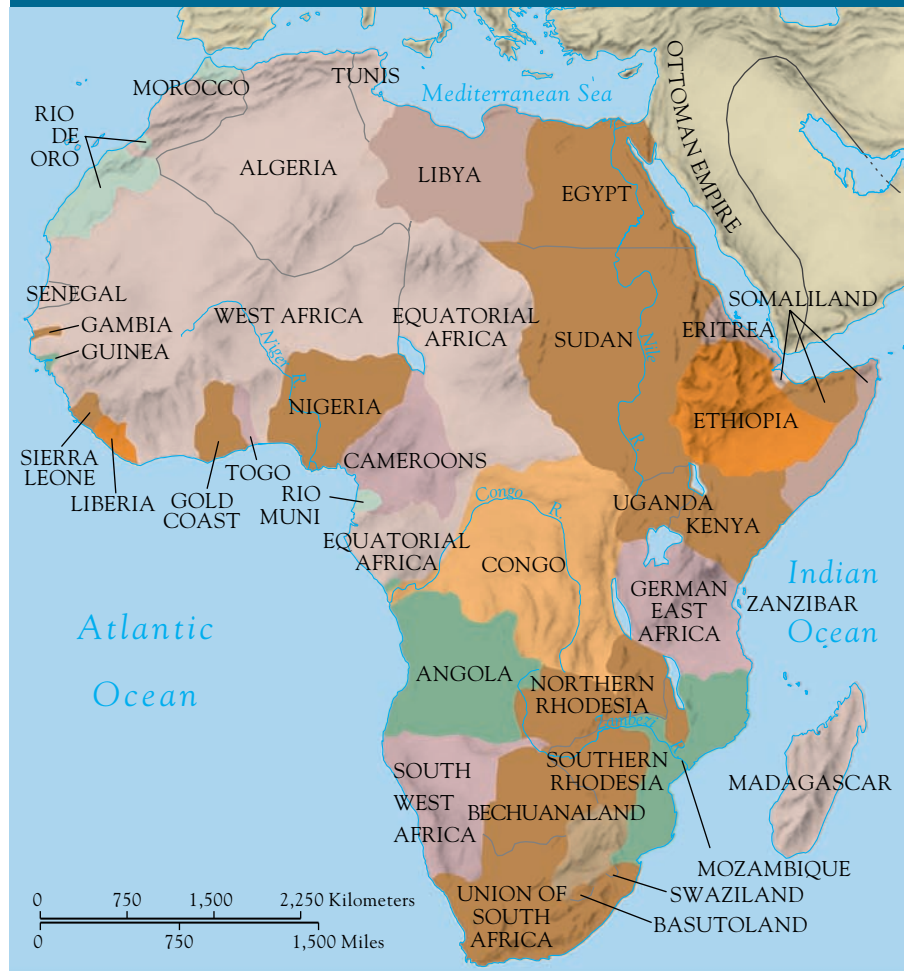 MOROCCO
TUNIS
Mediterranean Sea
OTTOMAN EMPIRE
RIO
DE
ORO
ALGERIA
LIBYA
EGYPT
SENEGAL
GAMBIA
GUINEA
WEST AFRICA
Niger R.
EQUATORIAL
AFRICA
SUDAN
Nile
R.
ERITREA
SOMALILAND
NIGERIA
ETHIOPIA
SIERRA
LEONE
LIBERIA
GOLD
COAST
TOGO
CAMEROONS
RIO
MUNI
EQUATORIAL
AFRICA
Congo
R.
CONGO
UGANDA
KENYA
GERMAN
EAST
AFRICA
ZANZIBAR
Indian
Ocean
Atlantic
Ocean
ANGOLA
NORTHERN
RHODESIA
Zambezi
SOUTHERN
RHODESIA
SOUTH
WEST
AFRICA
BECHUANALAND
MADAGASCAR
MOZAMBIQUE
SWAZILAND
BASUTOLAND
UNION OF
SOUTH
AFRICA
0 750 1,500 2,250 Kilometers
0 750 1,500 Miles